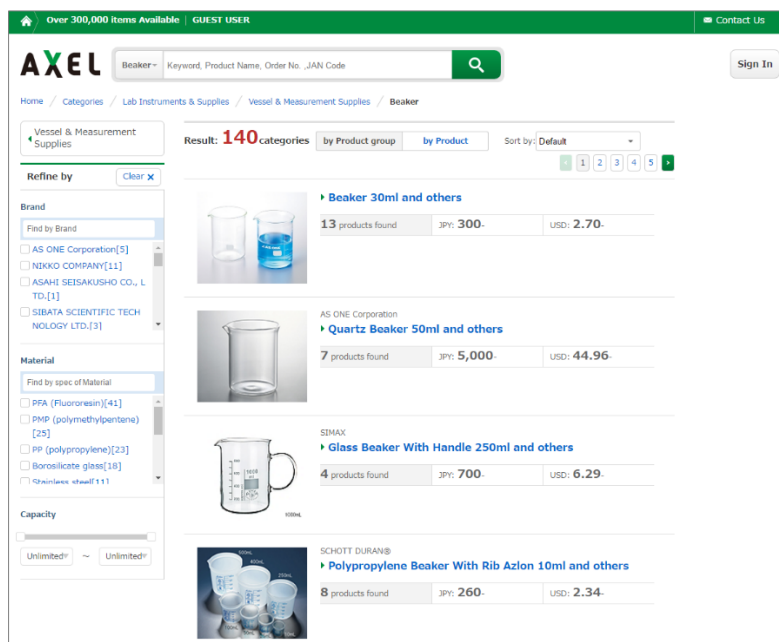 Over 300,000 items Available | GUEST USER
Contact Us
AXEL
Beaker
Keyword, Product Name, Order No. ,JAN Code
Sign In
Home / Categories / Lab Instruments & Supplies / Vessel & Measurement Supplies / Beaker
Vessel & Measurement
Supplies
Result: 140 categories
by Product group
by Product
Sort by: Default
1 2 3 4 5
Refine by
Clear X
Brand
Find by Brand
AS ONE Corporation[5]
NIKKO COMPANY[11]
ASAHI SEISAKUSHO CO., L
TD.[1]
SIBATA SCIENTIFIC TECH
NOLOGY LTD.[3]
Material
Find by spec of Material
PFA (Fluororesin)[41]
PMP (polymethylpentene)
[25]
PP (polypropylene)[23]
Borosilicate glass[18]
Stainless steel[11]
Capacity
Unlimited ~ Unlimited
Beaker 30ml and others
13 products found JPY: 300- USD: 2.70-
AS ONE Corporation
Quartz Beaker 50ml and others
7 products found JPY: 5,000- USD: 44.96-
SIMAX
Glass Beaker With Handle 250ml and others
4 products found JPY: 700- USD: 6.29-
1000mL
SCHOTT DURAN®
Polypropylene Beaker With Rib Azlon 10ml and others
8 products found JPY: 260- USD: 2.34-
500mL
400mL
250mL